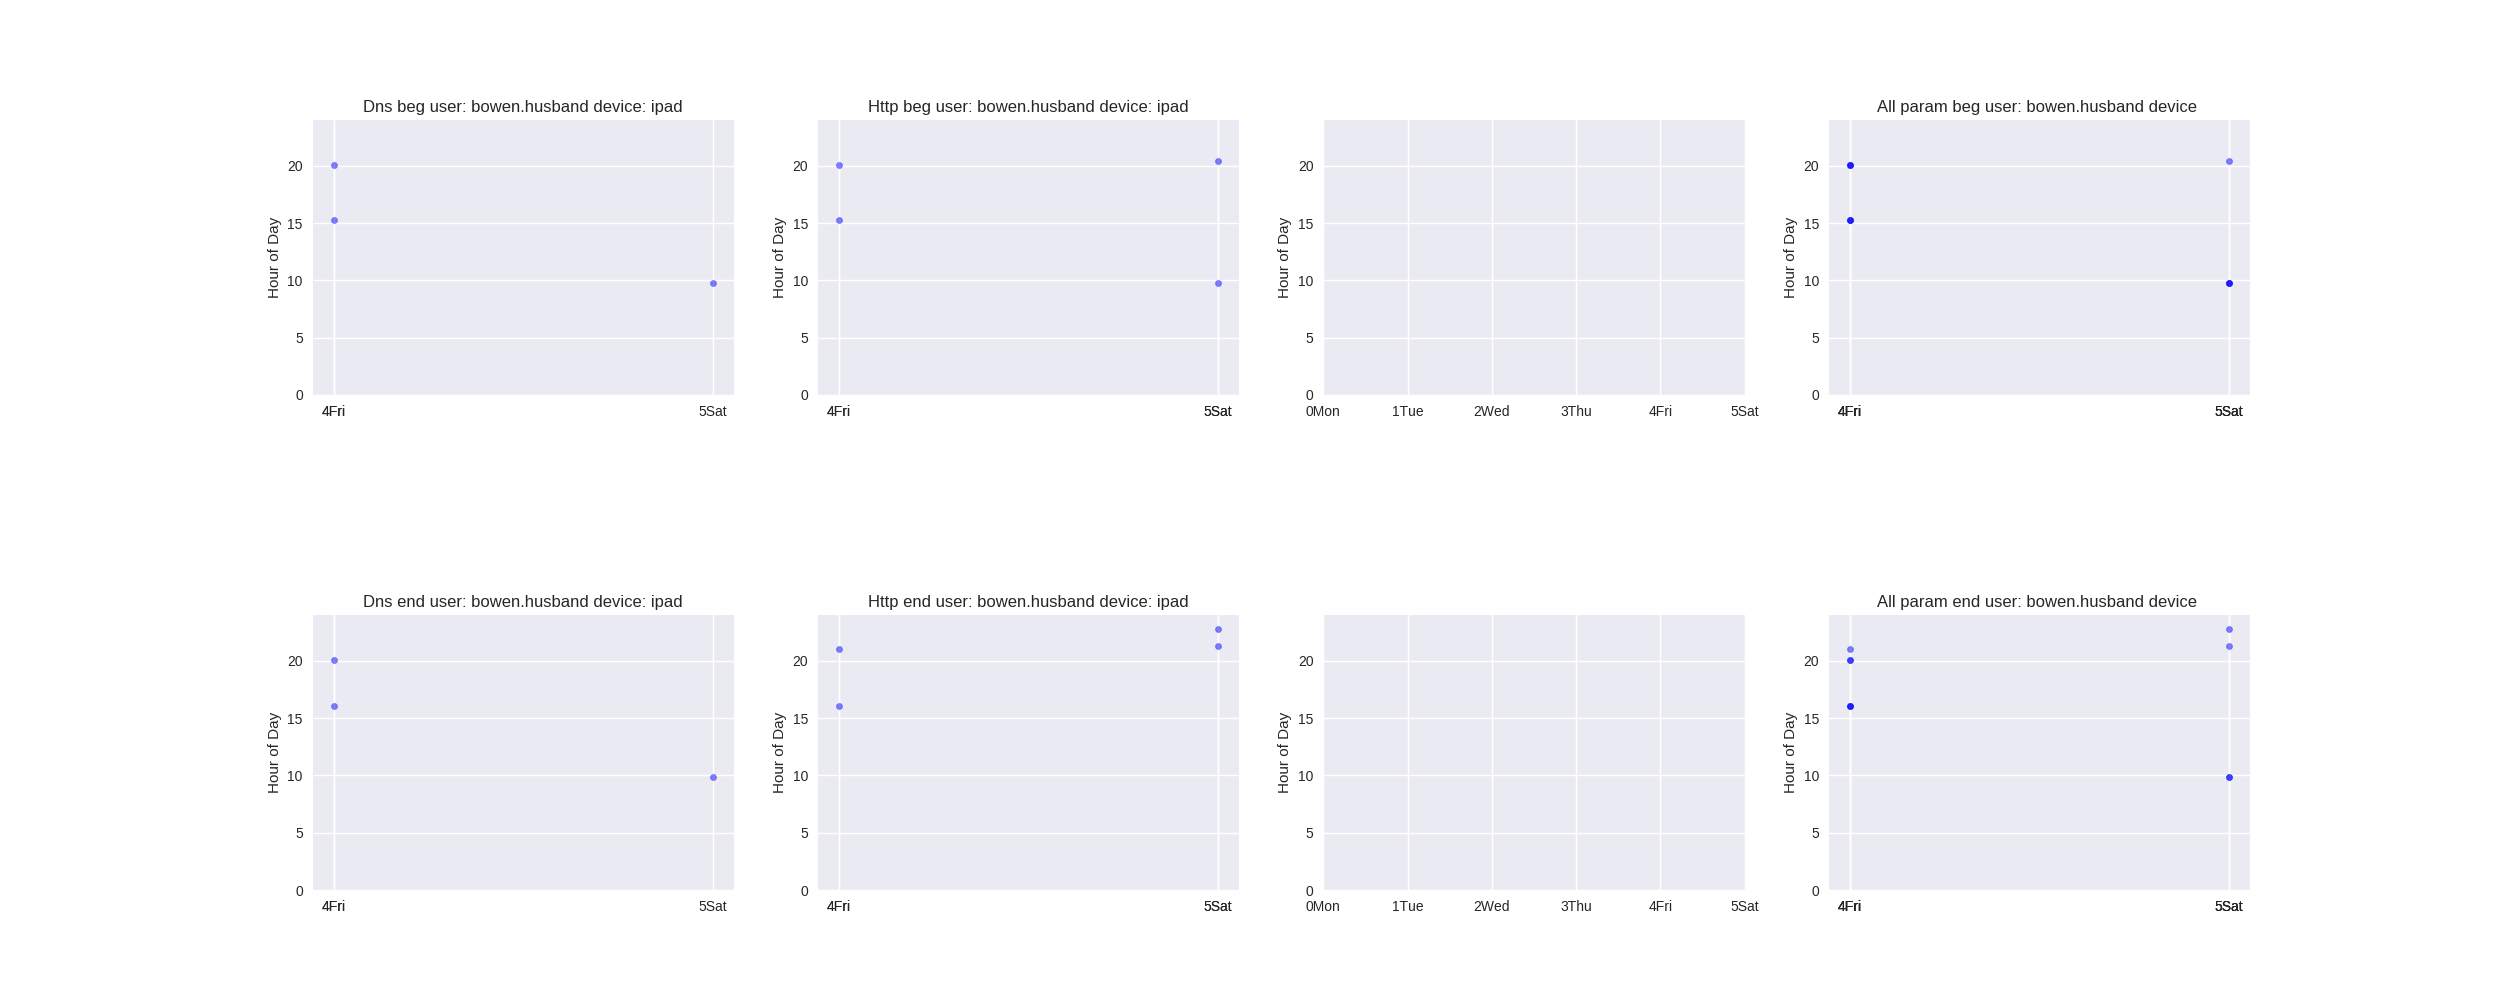 Dns beg user: bowen.husband device: ipad
Hour of Day
20
15
10
5
0
4Fri
5Sat
Http beg user: bowen.husband device: ipad
Hour of Day
20
15
10
5
0
4Fri
5Sat
Hour of Day
20
15
10
5
0
0Mon
1Tue
2Wed
3Thu
4Fri
5Sat
All param beg user: bowen.husband device
Hour of Day
20
15
10
5
0
4Fri
5Sat
Dns end user: bowen.husband device: ipad
Hour of Day
20
15
10
5
0
4Fri
5Sat
Http end user: bowen.husband device: ipad
Hour of Day
20
15
10
5
0
4Fri
5Sat
Hour of Day
20
15
10
5
0
0Mon
1Tue
2Wed
3Thu
4Fri
5Sat
All param end user: bowen.husband device
Hour of Day
20
15
10
5
0
4Fri
5Sat